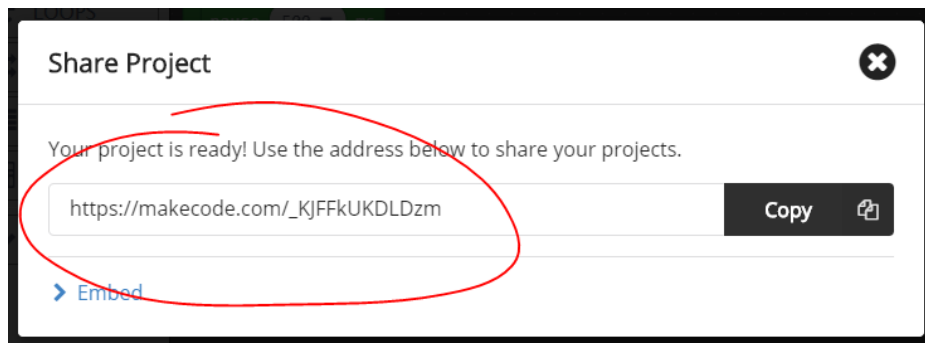 LOOPS
Share Project
Your project is ready! Use the address below to share your projects.
https://makecode.com/_KJFFkUKDLDzm
Copy
Embed